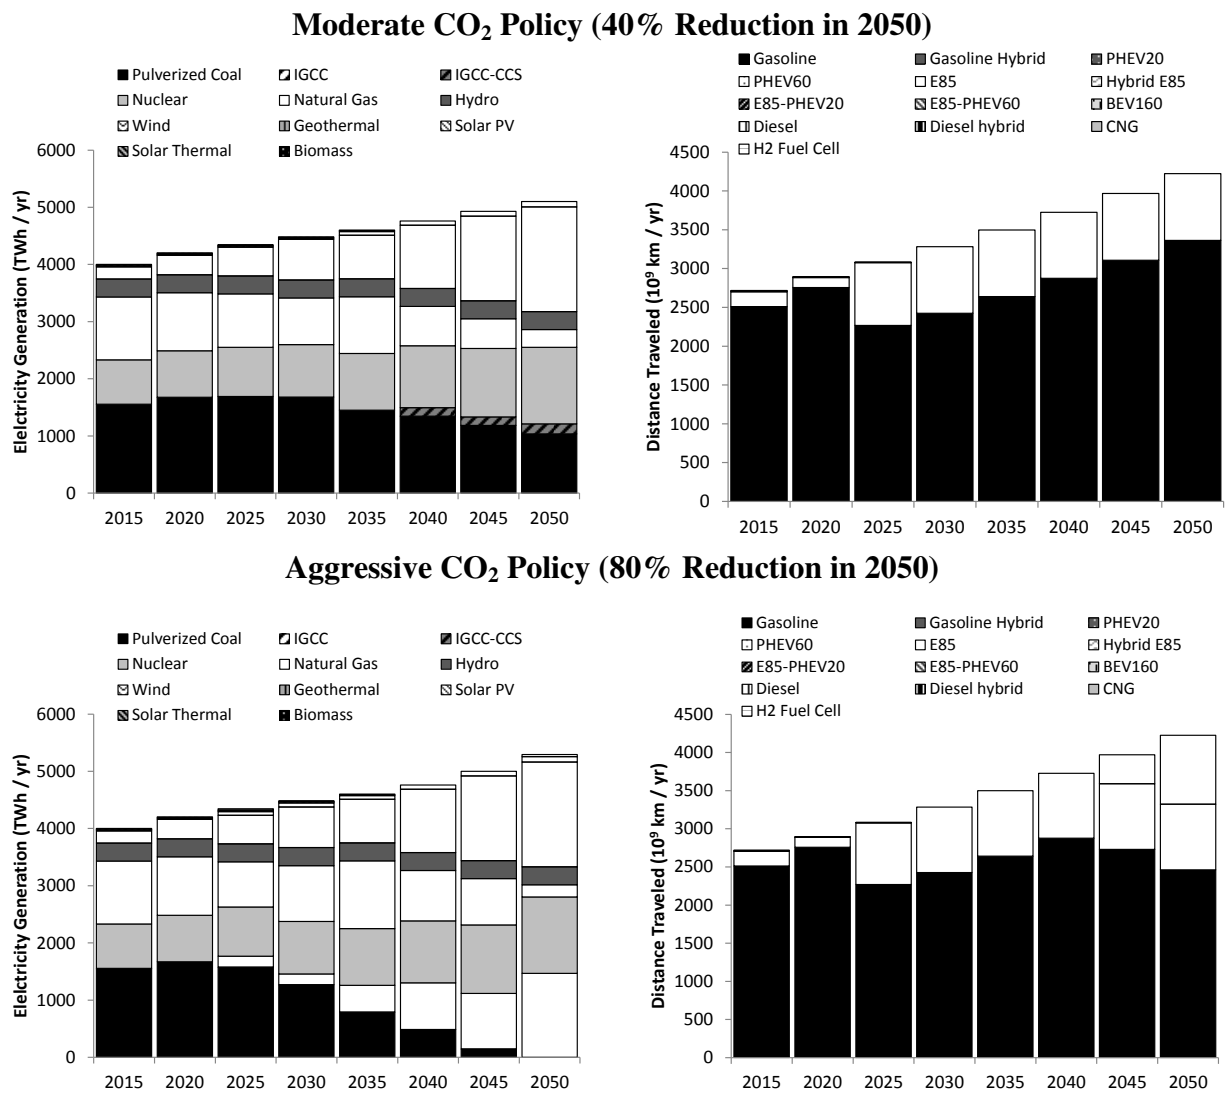 Moderate CO₂ Policy (40% Reduction in 2050)
Pulverized Coal IGCC IGCC-CCS
Nuclear Natural Gas Hydro
Wind Geothermal Solar PV
Solar Thermal Biomass
Elelctricity Generation (TWh / yr)
6000
5000
4000
3000
2000
1000
0
2015 2020 2025 2030 2035 2040 2045 2050
Gasoline Gasoline Hybrid PHEV20
PHEV60 E85 Hybrid E85
E85-PHEV20 E85-PHEV60 BEV160
Diesel Diesel hybrid CNG
H2 Fuel Cell
Distance Traveled (10⁹ km / yr)
4500
4000
3500
3000
2500
2000
1500
1000
500
0
2015 2020 2025 2030 2035 2040 2045 2050
Aggressive CO₂ Policy (80% Reduction in 2050)
Pulverized Coal IGCC IGCC-CCS
Nuclear Natural Gas Hydro
Wind Geothermal Solar PV
Solar Thermal Biomass
Elelctricity Generation (TWh / yr)
6000
5000
4000
3000
2000
1000
0
2015 2020 2025 2030 2035 2040 2045 2050
Gasoline Gasoline Hybrid PHEV20
PHEV60 E85 Hybrid E85
E85-PHEV20 E85-PHEV60 BEV160
Diesel Diesel hybrid CNG
H2 Fuel Cell
Distance Traveled (10⁹ km / yr)
4500
4000
3500
3000
2500
2000
1500
1000
500
0
2015 2020 2025 2030 2035 2040 2045 2050